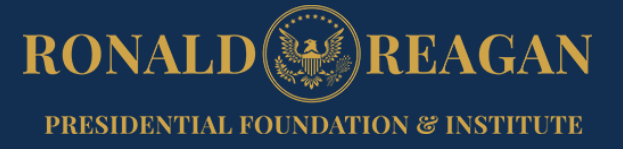 RONALD REAGAN
PRESIDENTIAL FOUNDATION & INSTITUTE